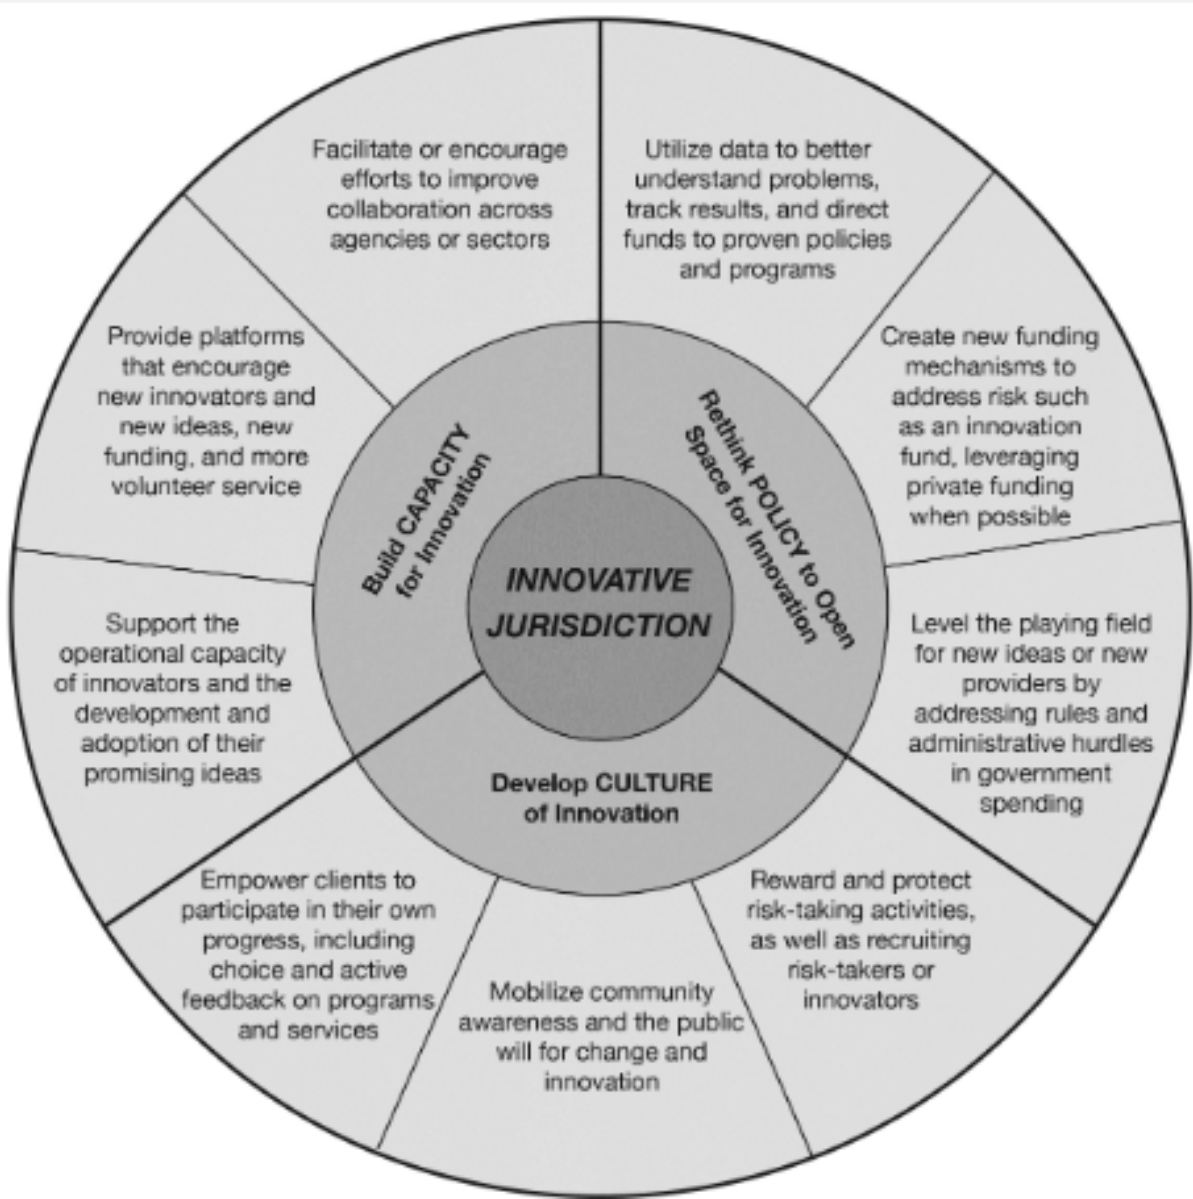 INNOVATIVE
JURISDICTION
Build CAPACITY
for Innovation
Rethink POLICY to Open
Space for Innovation
Develop CULTURE
of Innovation
Facilitate or encourage
efforts to improve
collaboration across
agencies or sectors
Utilize data to better
understand problems,
track results, and direct
funds to proven policies
and programs
Provide platforms
that encourage
new innovators and
new ideas, new
funding, and more
volunteer service
Create new funding
mechanisms to
address risk such
as an innovation
fund, leveraging
private funding
when possible
Support the
operational capacity
of innovators and the
development and
adoption of their
promising ideas
Level the playing field
for new ideas or new
providers by
addressing rules and
administrative hurdles
in government
spending
Empower clients to
participate in their own
progress, including
choice and active
feedback on programs
and services
Mobilize community
awareness and the public
will for change and
innovation
Reward and protect
risk-taking activities,
as well as recruiting
risk-takers or
innovators